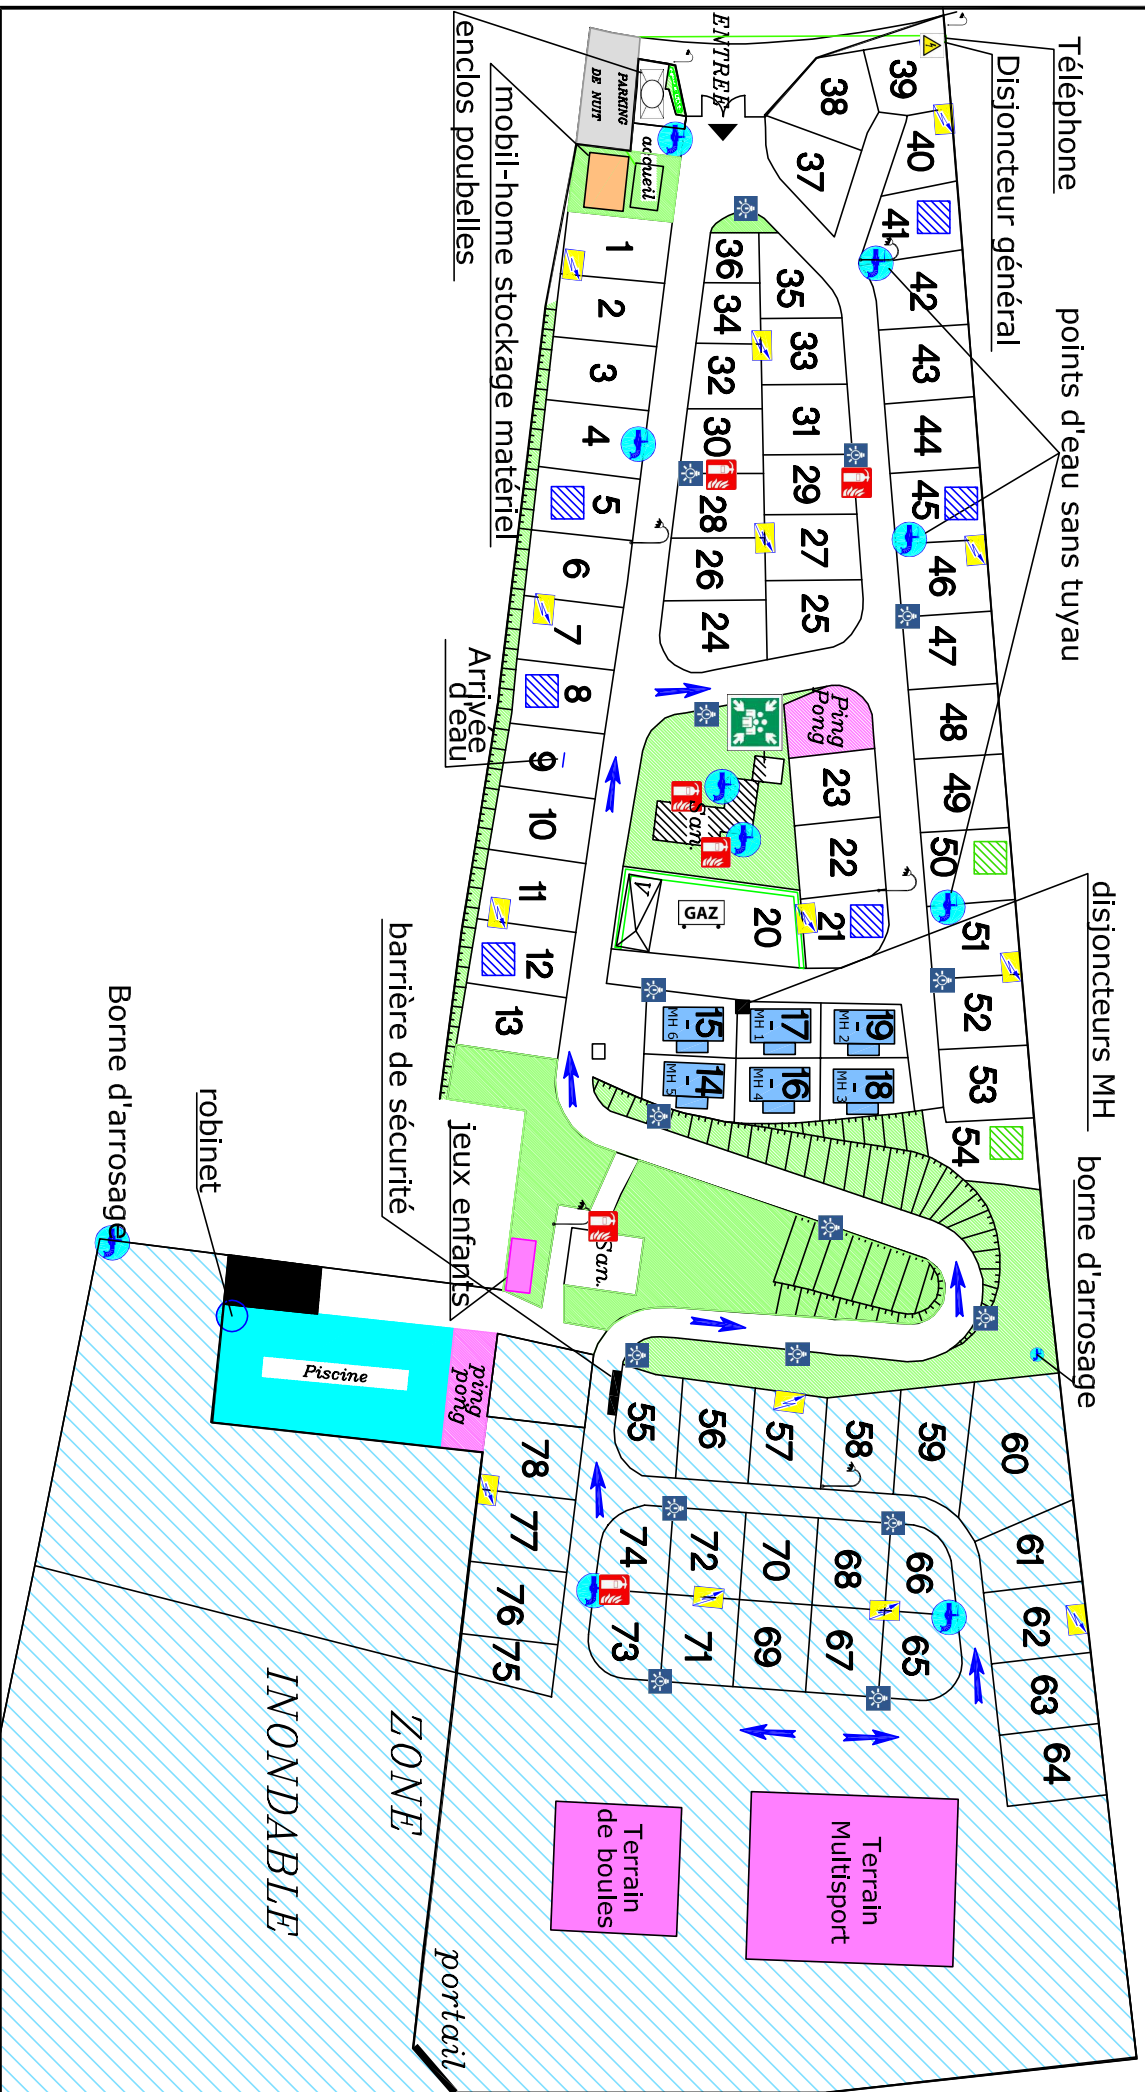 Téléphone
Disjoncteur général
points d'eau sans tuyau
disjoncteurs MH
borne d'arrosage
ENTREE
PARKING
DE NUIT
accueil
enclos poubelles
mobil-home stockage matériel
Arrivée
d'eau
barrière de sécurité
jeux enfants
robinet
Borne d'arrosage
39
38
37
40
41
42
43
44
45
46
47
48
49
50
51
52
53
54
36
35
34
33
32
31
30
29
28
27
26
25
24
Ping
Pong
23
22
21
20
GAZ
V
San.
19
MH 2
17
MH 1
15
MH 6
18
MH 3
16
MH 4
14
MH 5
1
2
3
4
5
6
7
8
9
10
11
12
13
San.
Piscine
ping
pong
55
56
57
58
59
60
61
62
63
64
66
68
70
72
74
65
67
69
71
73
78
77
76
75
Terrain
Multisport
Terrain
de boules
ZONE
INONDABLE
portail